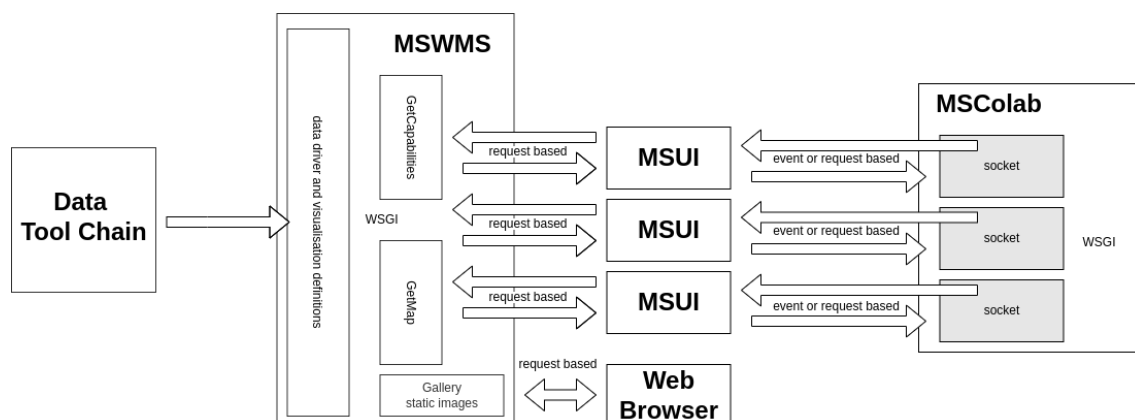 MSWMS
data driver and visualisation definitions
GetCapabilities
WSGI
GetMap
Gallery
static images
Data
Tool Chain
request based
request based
request based
request based
MSUI
MSUI
MSUI
Web
Browser
event or request based
event or request based
event or request based
MSColab
socket
socket
socket
WSGI